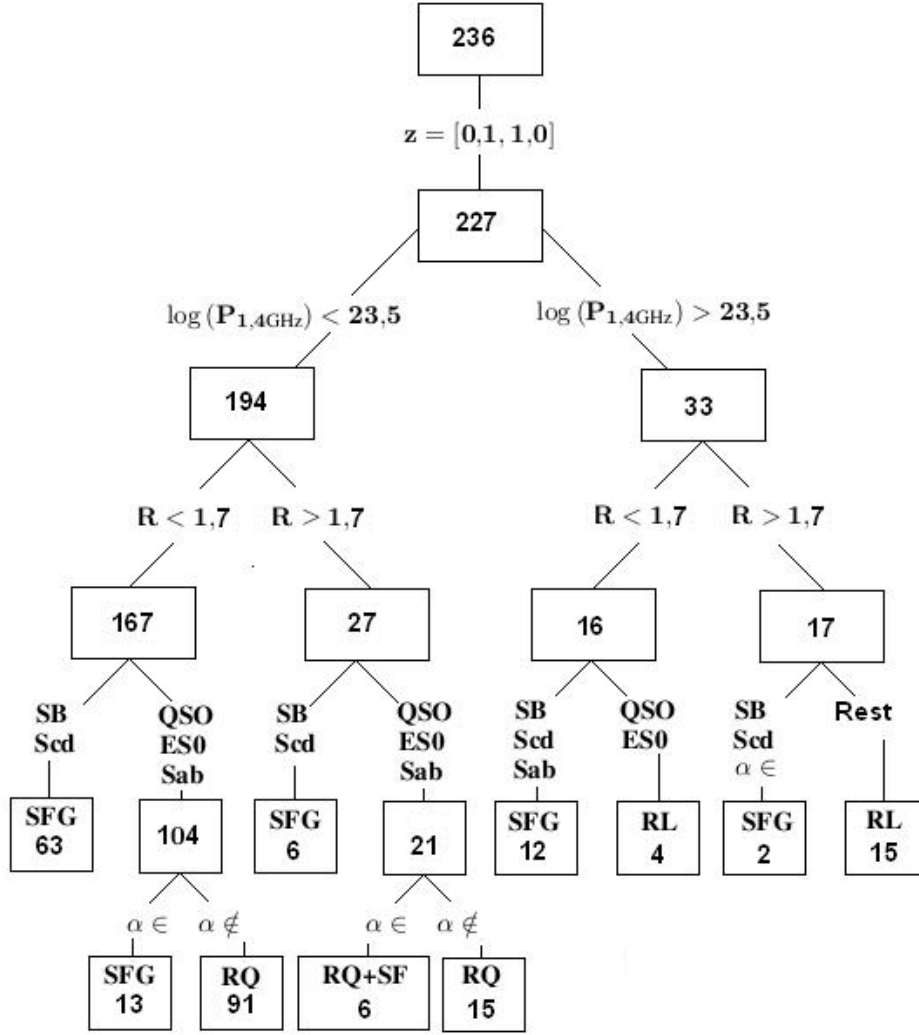 236
z = [0,1, 1,0]
227
log (P1,4GHz) < 23,5
log (P1,4GHz) > 23,5
194
33
R < 1,7
R > 1,7
R < 1,7
R > 1,7
167
27
16
17
SB
Scd
QSO
ES0
Sab
SB
Scd
QSO
ES0
Sab
SB
Scd
Sab
QSO
ES0
SB
Scd
α ∈
Rest
SFG
63
104
SFG
6
21
SFG
12
RL
4
SFG
2
RL
15
α ∈
α ∉
α ∈
α ∉
SFG
13
RQ
91
RQ+SF
6
RQ
15